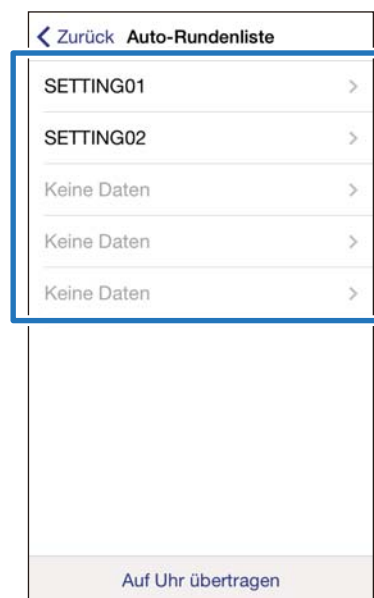 Zurück Auto-Rundenliste
SETTING01
SETTING02
Keine Daten
Keine Daten
Keine Daten
Auf Uhr übertragen